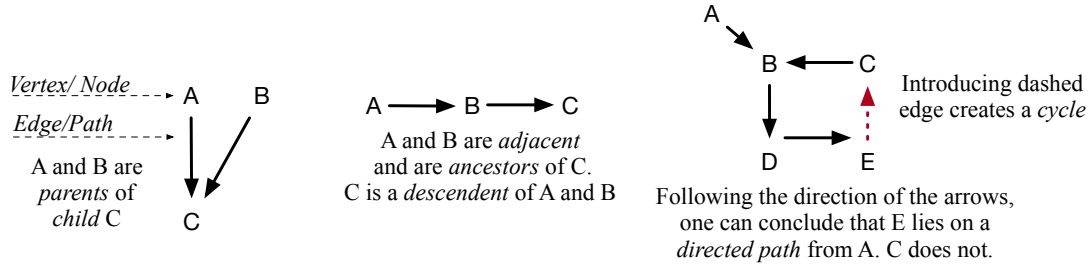 Vertex/ Node
A
B
Edge/Path
A and B are
parents of
child C
C
A
B
C
A and B are adjacent
and are ancestors of C.
C is a descendent of A and B
A
B
C
D
E
Introducing dashed
edge creates a cycle
Following the direction of the arrows,
one can conclude that E lies on a
directed path from A. C does not.